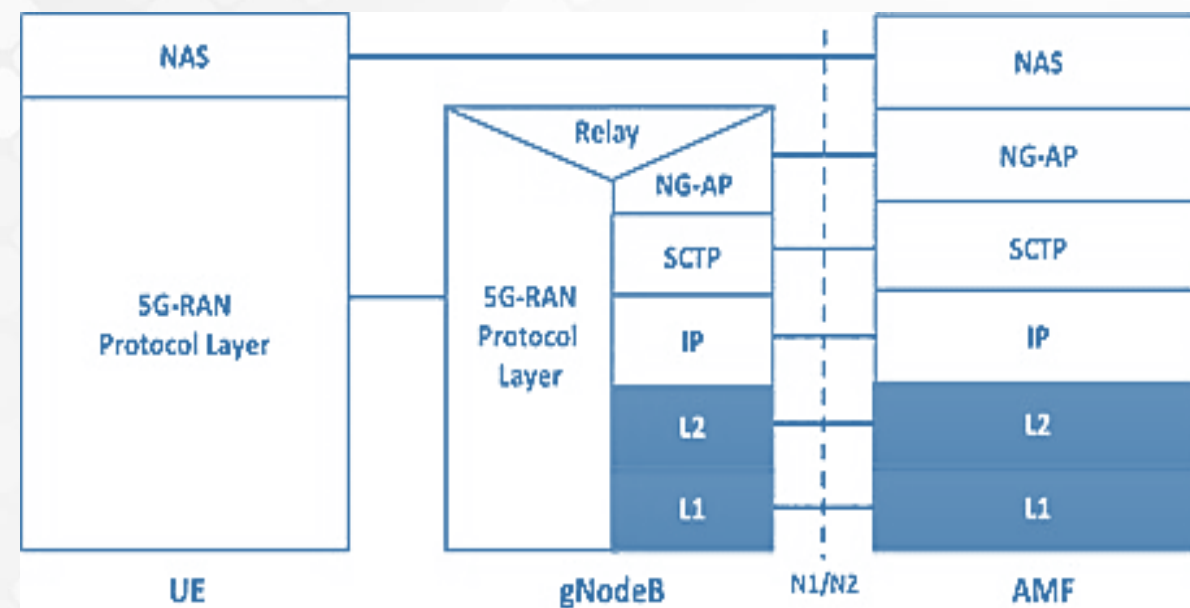 NAS
5G-RAN
Protocol Layer
UE
Relay
5G-RAN
Protocol
Layer
NG-AP
SCTP
IP
L2
L1
gNodeB
N1/N2
NAS
NG-AP
SCTP
IP
L2
L1
AMF